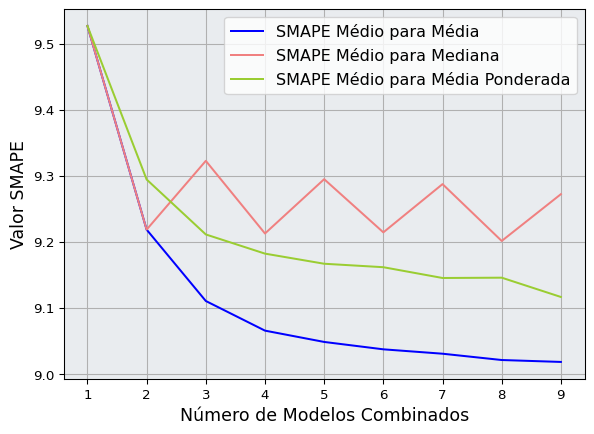 SMAPE Médio para Média
SMAPE Médio para Mediana
SMAPE Médio para Média Ponderada
Valor SMAPE
9.5
9.4
9.3
9.2
9.1
9.0
1 2 3 4 5 6 7 8 9
Número de Modelos Combinados